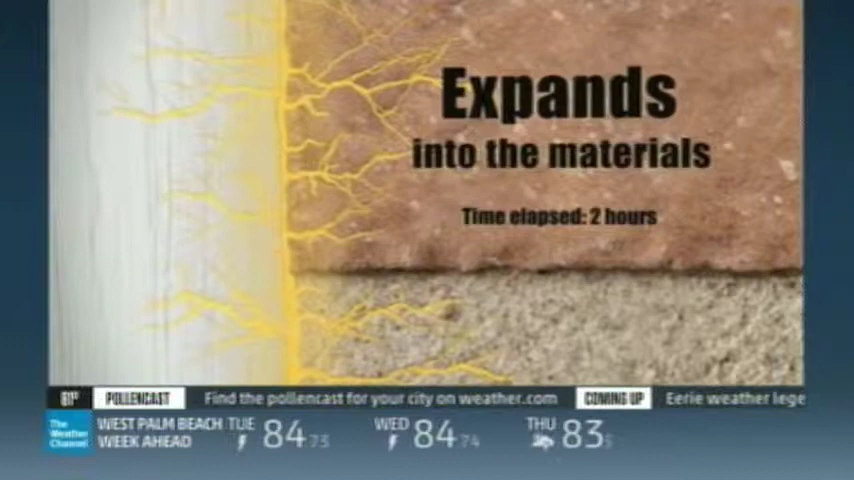 Expands
into the materials
Time elapsed: 2 hours
61° POLLENCAST Find the pollencast for your city on weather.com COMING UP Eerie weather lege
The
Weather
Channel
WEST PALM BEACH
WEEK AHEAD
TUE 84 73
WED 84 74
THU 83